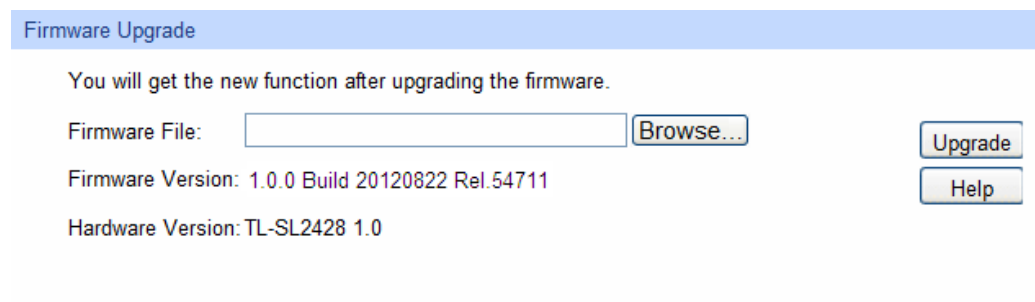 Firmware Upgrade
You will get the new function after upgrading the firmware.
Firmware File: Browse...
Upgrade
Firmware Version: 1.0.0 Build 20120822 Rel.54711
Help
Hardware Version: TL-SL2428 1.0